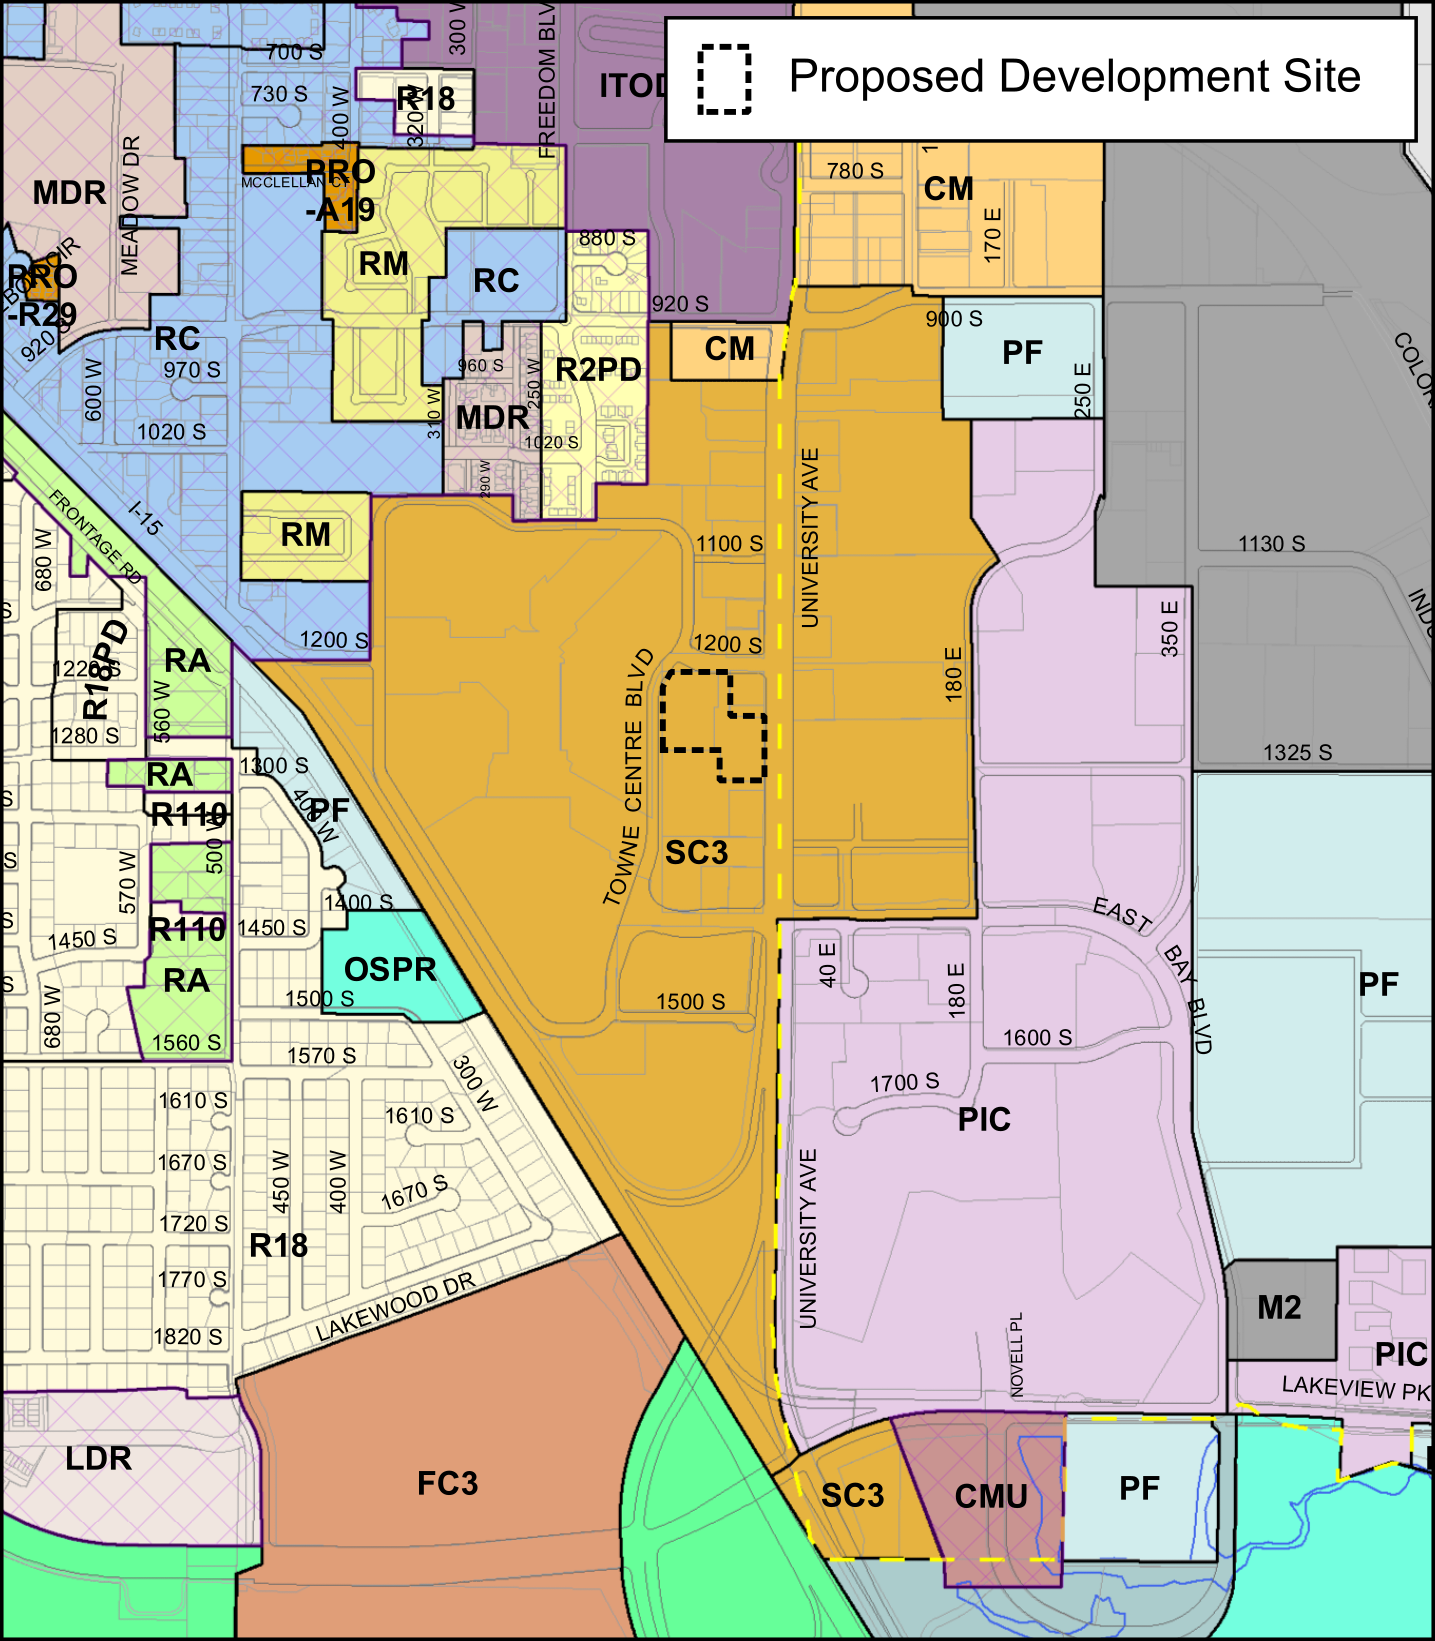 Proposed Development Site
700 S
300 W
FREEDOM BLV
ITOD
730 S
400 W
R18
320 W
MEADOW DR
MDR
PRO
-A19
MCCLELLAN CT
780 S
CM
170 E
RM
RC
880 S
PRO
-R29
920 S
920 S
900 S
PF
RC
CM
970 S
960 S
250 W
R2PD
250 E
600 W
310 W
MDR
1020 S
1020 S
290 W
UNIVERSITY AVE
FRONTAGE RD
I-15
RM
1100 S
1130 S
680 W
1200 S
1200 S
350 E
R18PD
RA
TOWNE CENTRE BLVD
180 E
560 W
1280 S
1300 S
1325 S
RA
R110
400 W
PF
500 W
SC3
570 W
1400 S
EAST BAY BLVD
R110
1450 S
1450 S
RA
OSPR
40 E
180 E
PF
680 W
1500 S
1500 S
1560 S
1570 S
1600 S
300 W
1700 S
1610 S
1610 S
PIC
1670 S
450 W
400 W
1670 S
UNIVERSITY AVE
1720 S
R18
1770 S
LAKEWOOD DR
M2
1820 S
NOVELL PL
PIC
LAKEVIEW PK
LDR
FC3
SC3
CMU
PF